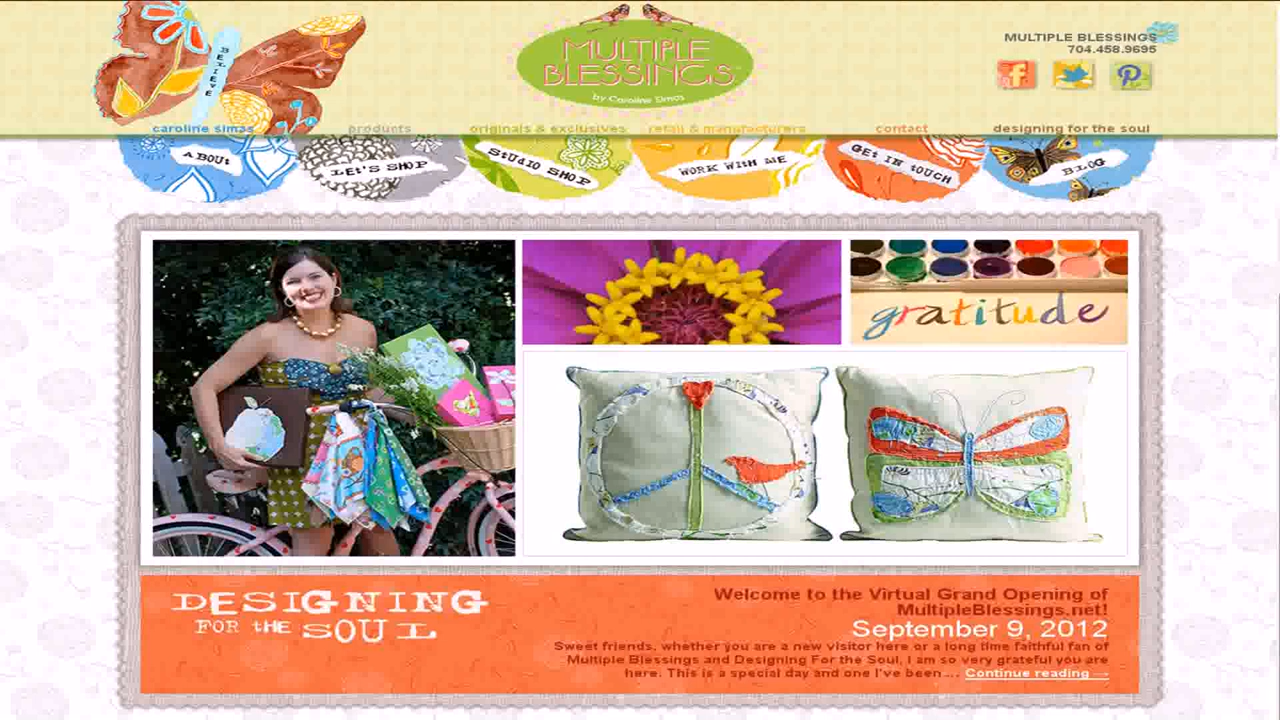 BELIEVE
MULTIPLE
BLESSINGS
by Caroline Simas
MULTIPLE BLESSINGS
704.458.9695
caroline simas
products
originals & exclusives
retail & manufacturers
contact
designing for the soul
ABOUt
LEt'S SHOP
StUDIO SHOP
WORK WItH ME
GEt IN tOUCH
BLOG
gratitude
DESIGNING
FOR tHE SOUL
Welcome to the Virtual Grand Opening of
MultipleBlessings.net!
September 9, 2012
Sweet friends, whether you are a new visitor here or a long time faithful fan of
Multiple Blessings and Designing For the Soul, I am so very grateful you are
here. This is a special day and one I've been ... Continue reading →